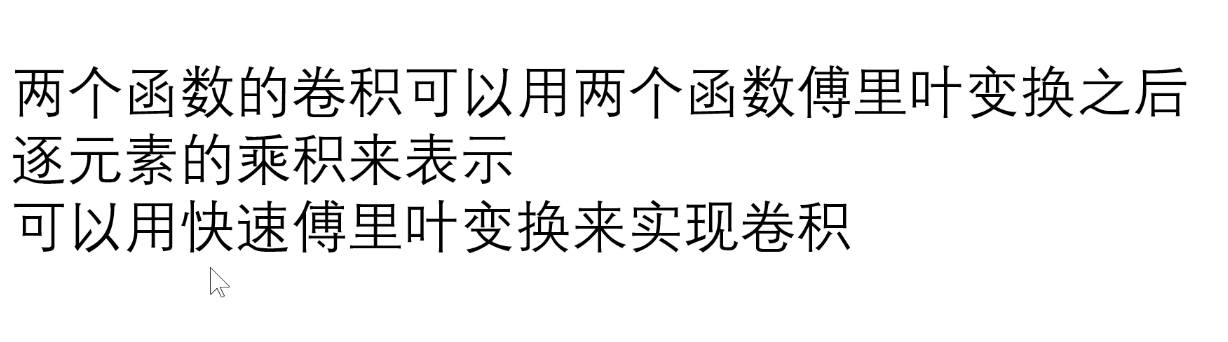 两个函数的卷积可以用两个函数傅里叶变换之后
逐元素的乘积来表示
可以用快速傅里叶变换来实现卷积